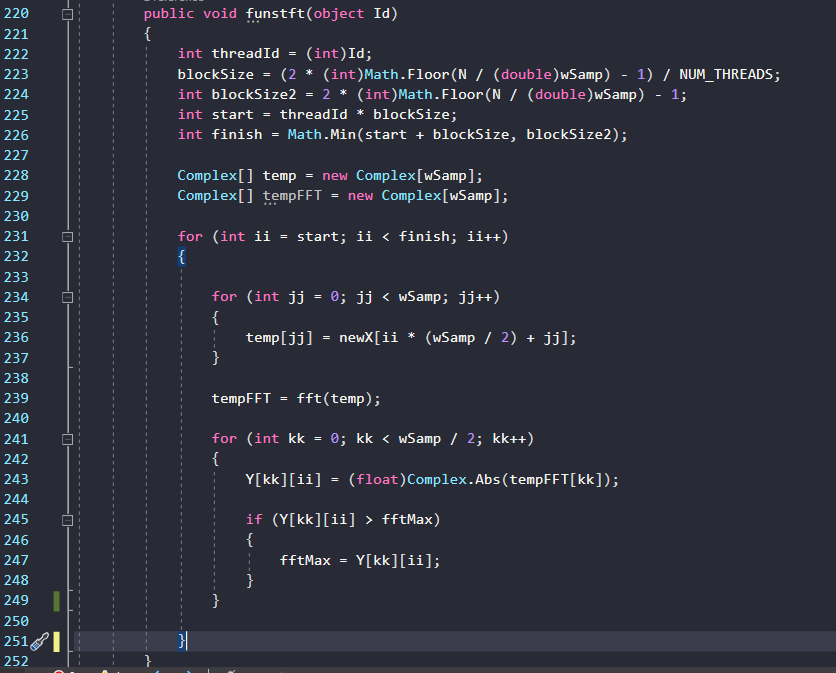 220 public void funstft(object Id)
221 {
222 int threadId = (int)Id;
223 blockSize = (2 * (int)Math.Floor(N / (double)wSamp) - 1) / NUM_THREADS;
224 int blockSize2 = 2 * (int)Math.Floor(N / (double)wSamp) - 1;
225 int start = threadId * blockSize;
226 int finish = Math.Min(start + blockSize, blockSize2);
227
228 Complex[] temp = new Complex[wSamp];
229 Complex[] tempFFT = new Complex[wSamp];
230
231 for (int ii = start; ii < finish; ii++)
232 {
233
234 for (int jj = 0; jj < wSamp; jj++)
235 {
236 temp[jj] = newX[ii * (wSamp / 2) + jj];
237 }
238
239 tempFFT = fft(temp);
240
241 for (int kk = 0; kk < wSamp / 2; kk++)
242 {
243 Y[kk][ii] = (float)Complex.Abs(tempFFT[kk]);
244
245 if (Y[kk][ii] > fftMax)
246 {
247 fftMax = Y[kk][ii];
248 }
249 }
250
251 }
252 }